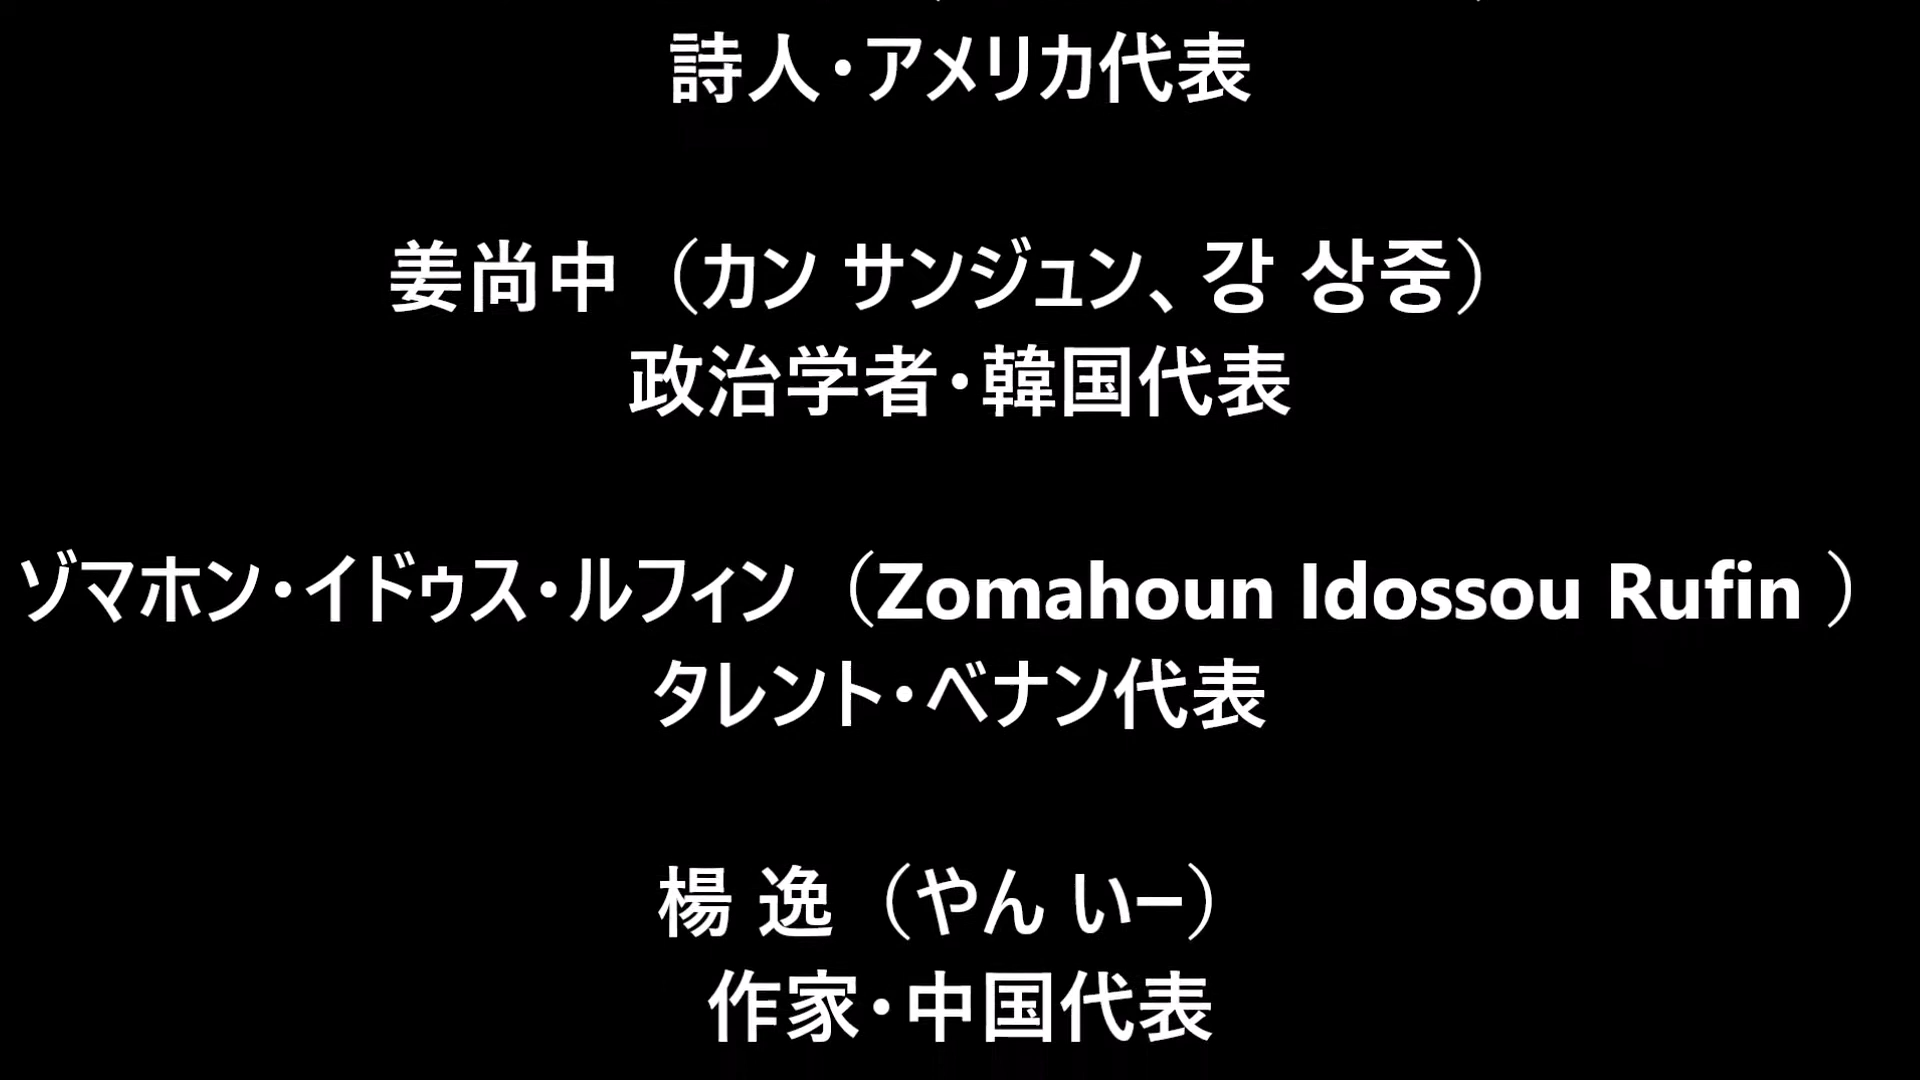 詩人・アメリカ代表
姜尚中（カン サンジュン、강 상중）
政治学者・韓国代表
ゾマホン・イドゥス・ルフィン（Zomahoun Idossou Rufin ）
タレント・ベナン代表
楊 逸（やん いー）
作家・中国代表